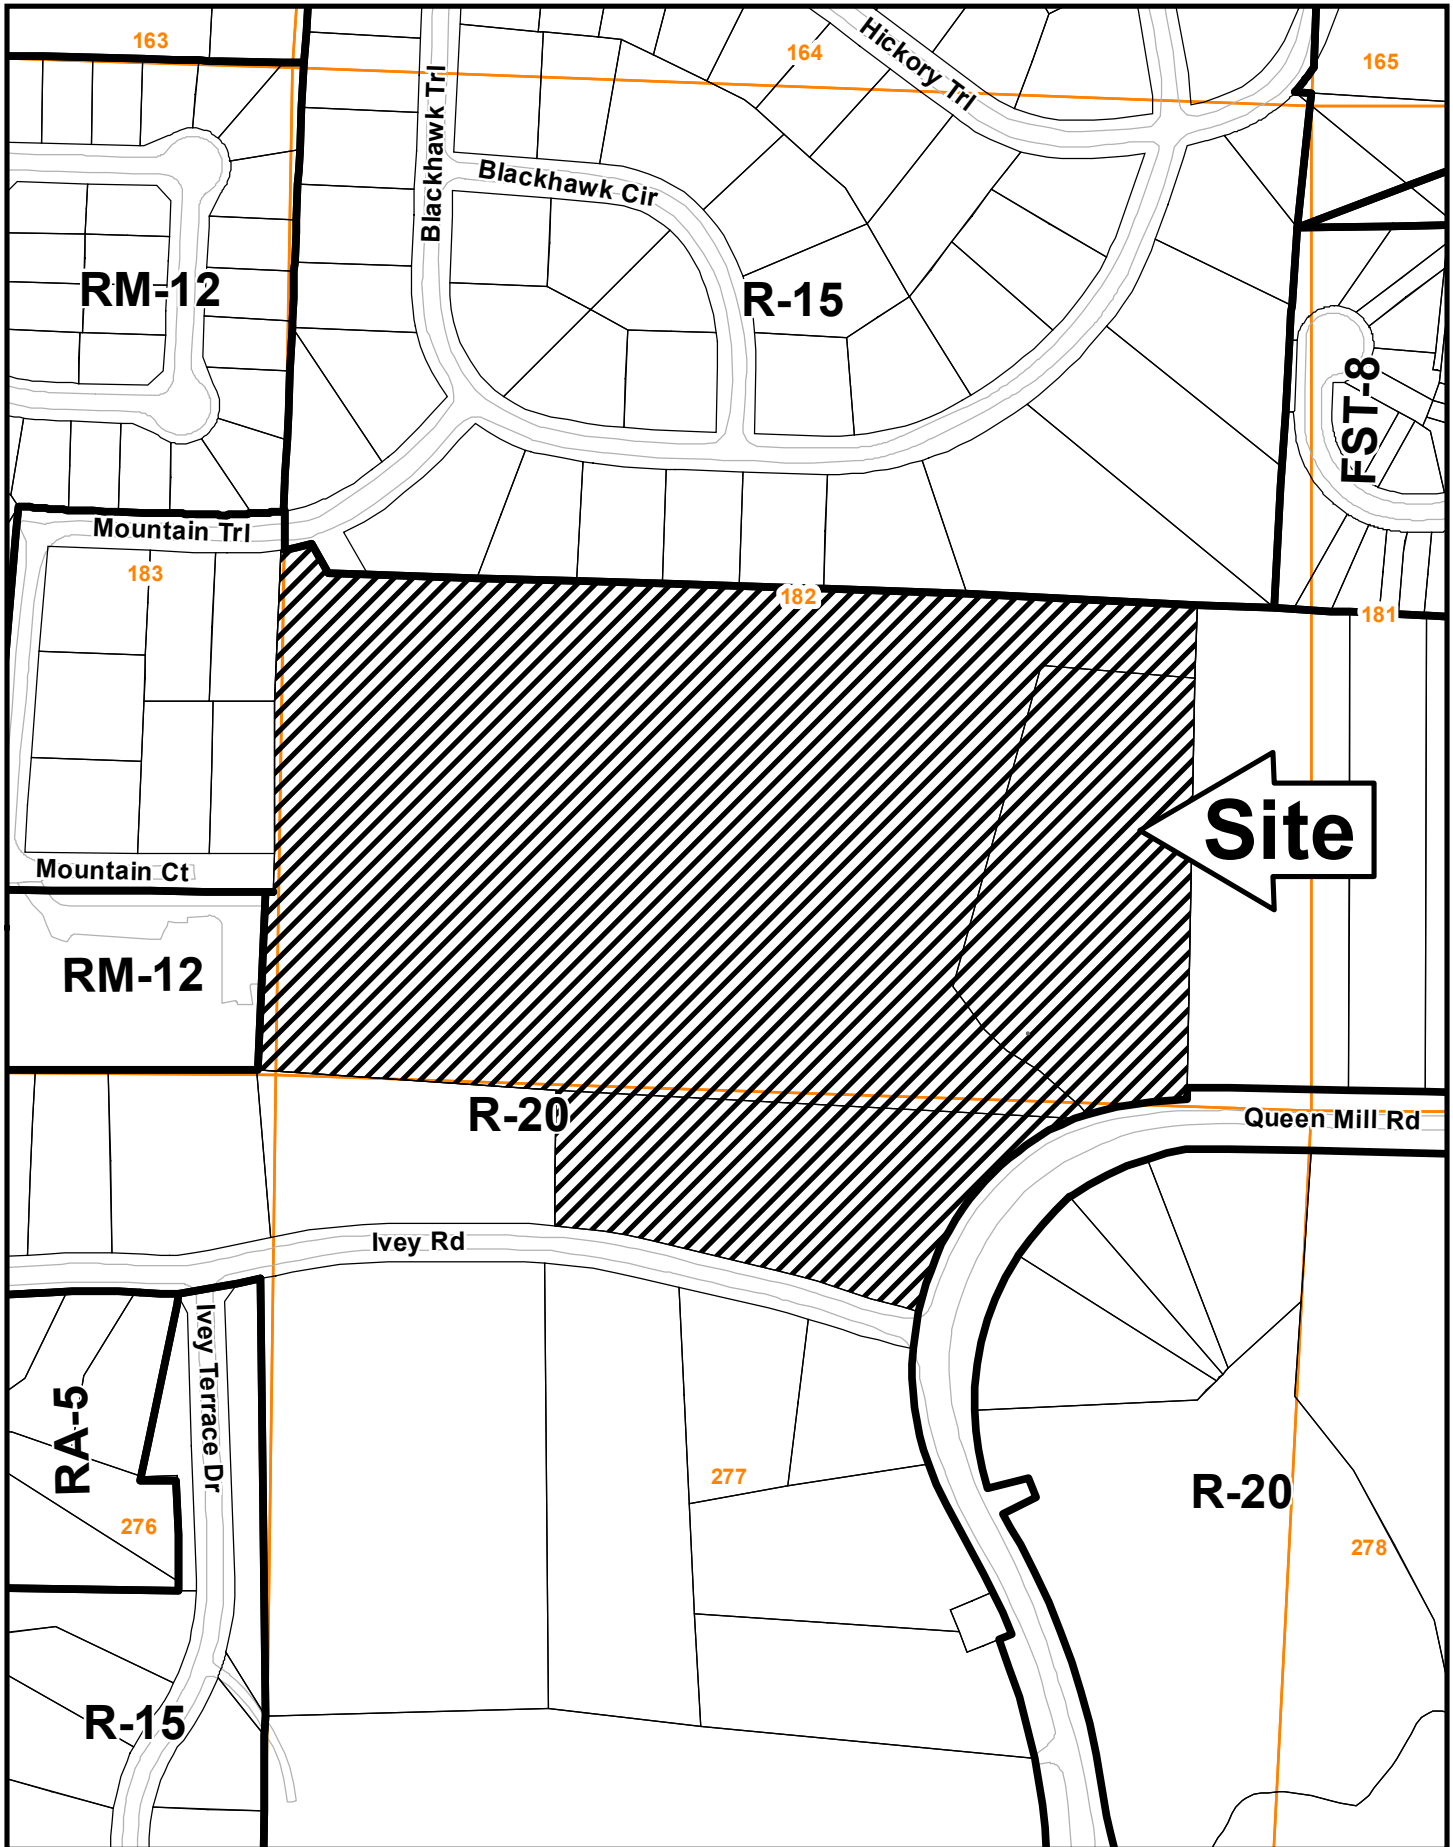 163
164
165
Hickory Trl
Blackhawk Trl
Blackhawk Cir
RM-12
R-15
FST-8
Mountain Trl
183
182
181
Site
Mountain Ct
RM-12
R-20
Queen Mill Rd
Ivey Rd
Ivey Terrace Dr
RA-5
277
R-20
276
278
R-15